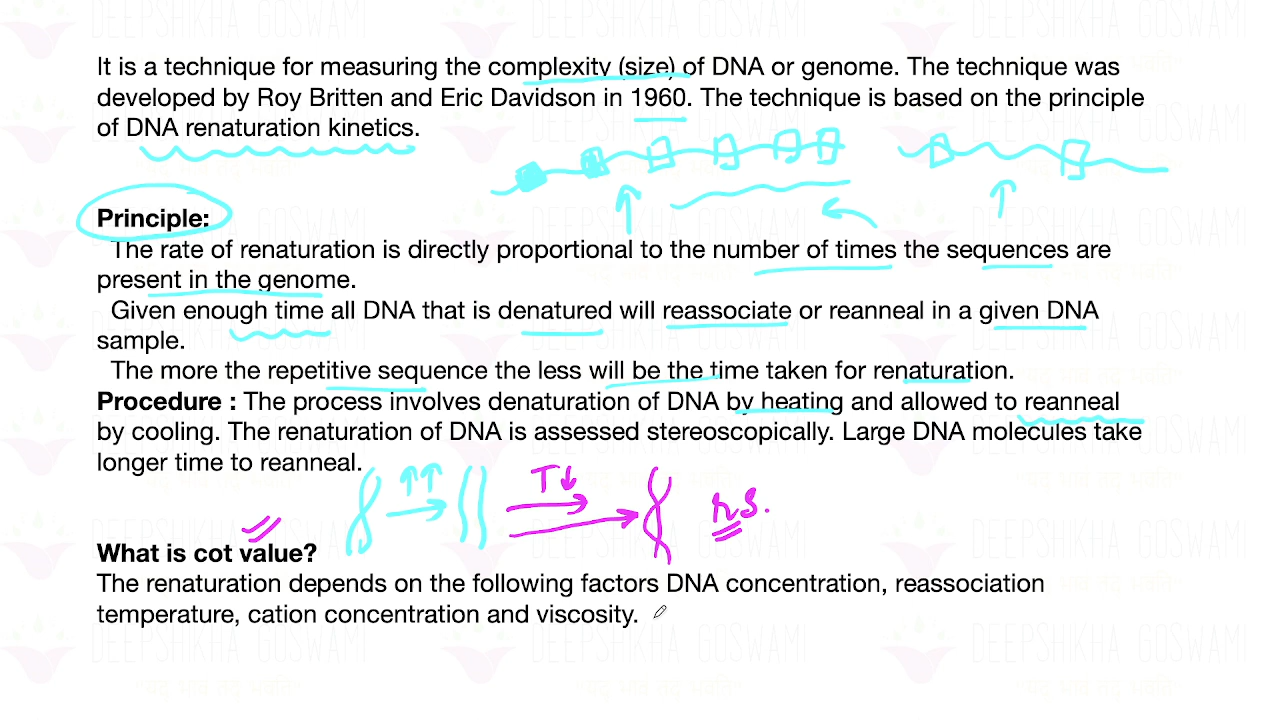 It is a technique for measuring the complexity (size) of DNA or genome. The technique was
developed by Roy Britten and Eric Davidson in 1960. The technique is based on the principle
of DNA renaturation kinetics.
Principle:
The rate of renaturation is directly proportional to the number of times the sequences are
present in the genome.
Given enough time all DNA that is denatured will reassociate or reanneal in a given DNA
sample.
The more the repetitive sequence the less will be the time taken for renaturation.
Procedure : The process involves denaturation of DNA by heating and allowed to reanneal
by cooling. The renaturation of DNA is assessed stereoscopically. Large DNA molecules take
longer time to reanneal.
T↓
What is cot value?
The renaturation depends on the following factors DNA concentration, reassociation
temperature, cation concentration and viscosity.
DEEPSHIKHA GOSWAMI